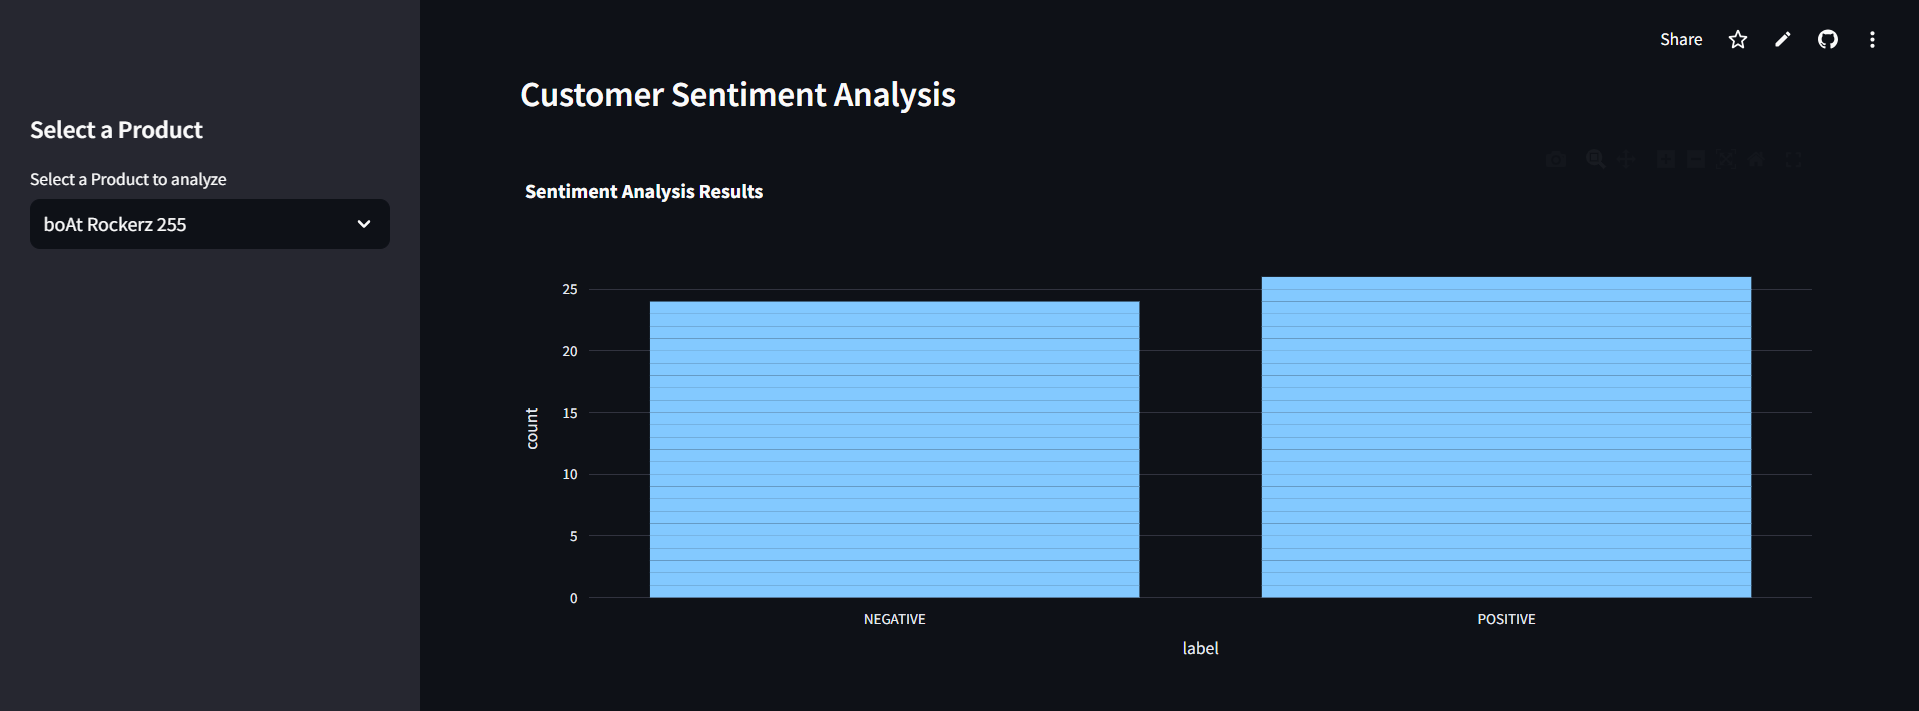 Share
Select a Product
Select a Product to analyze
boAt Rockerz 255
Customer Sentiment Analysis
Sentiment Analysis Results
25
20
15
10
5
0
count
NEGATIVE
POSITIVE
label